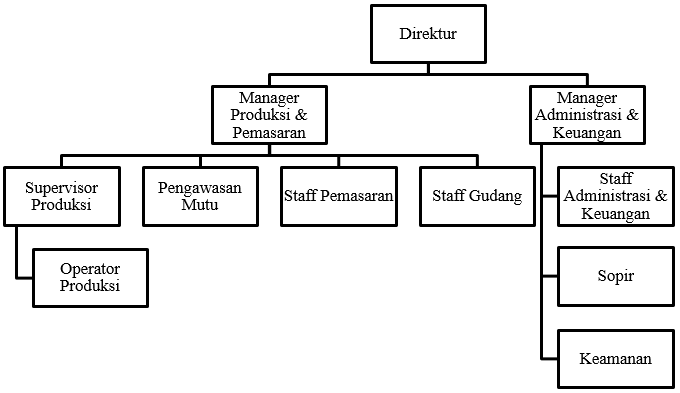 Direktur
Manager
Produksi &
Pemasaran
Manager
Administrasi &
Keuangan
Supervisor
Produksi
Pengawasan
Mutu
Staff Pemasaran
Staff Gudang
Staff
Administrasi &
Keuangan
Operator
Produksi
Sopir
Keamanan